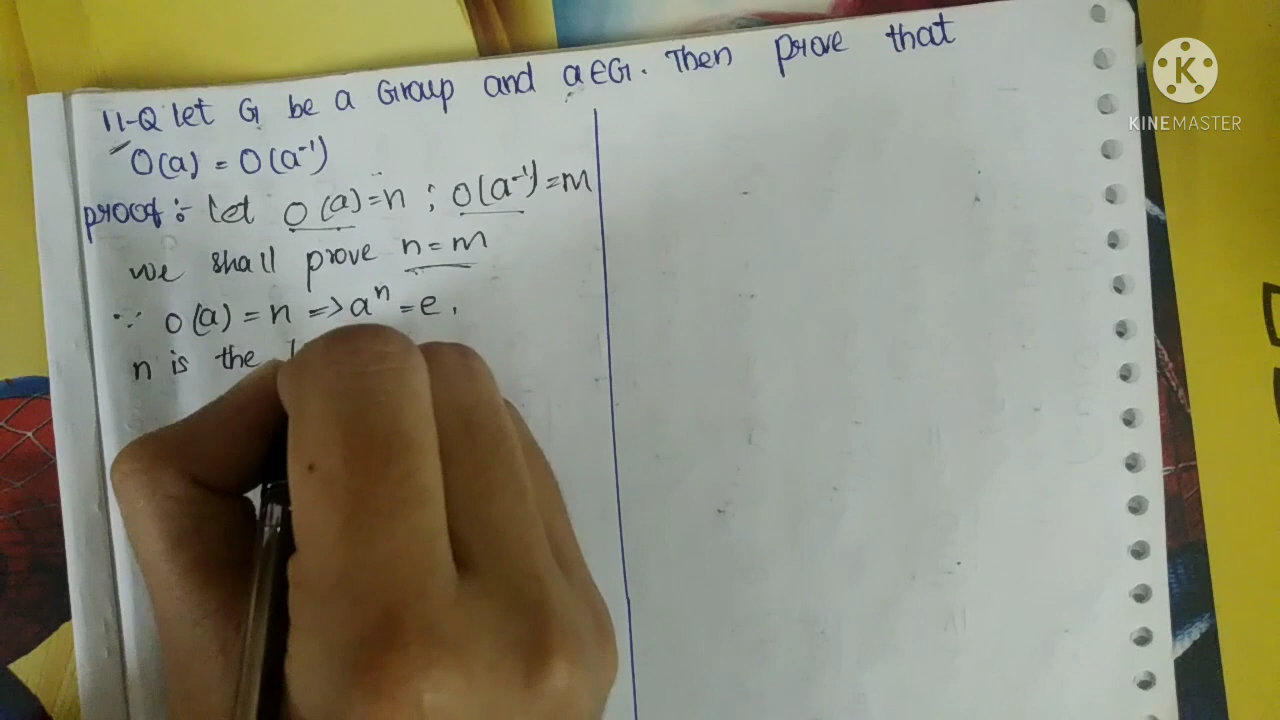 11-Q let G be a Group and a∈G. Then prove that
O(a) = O(a⁻¹)
proof:- let O(a)=n ; O(a⁻¹)=m
we shall prove n=m
∵ O(a) = n => aⁿ = e,
n is the
K
KINEMASTER